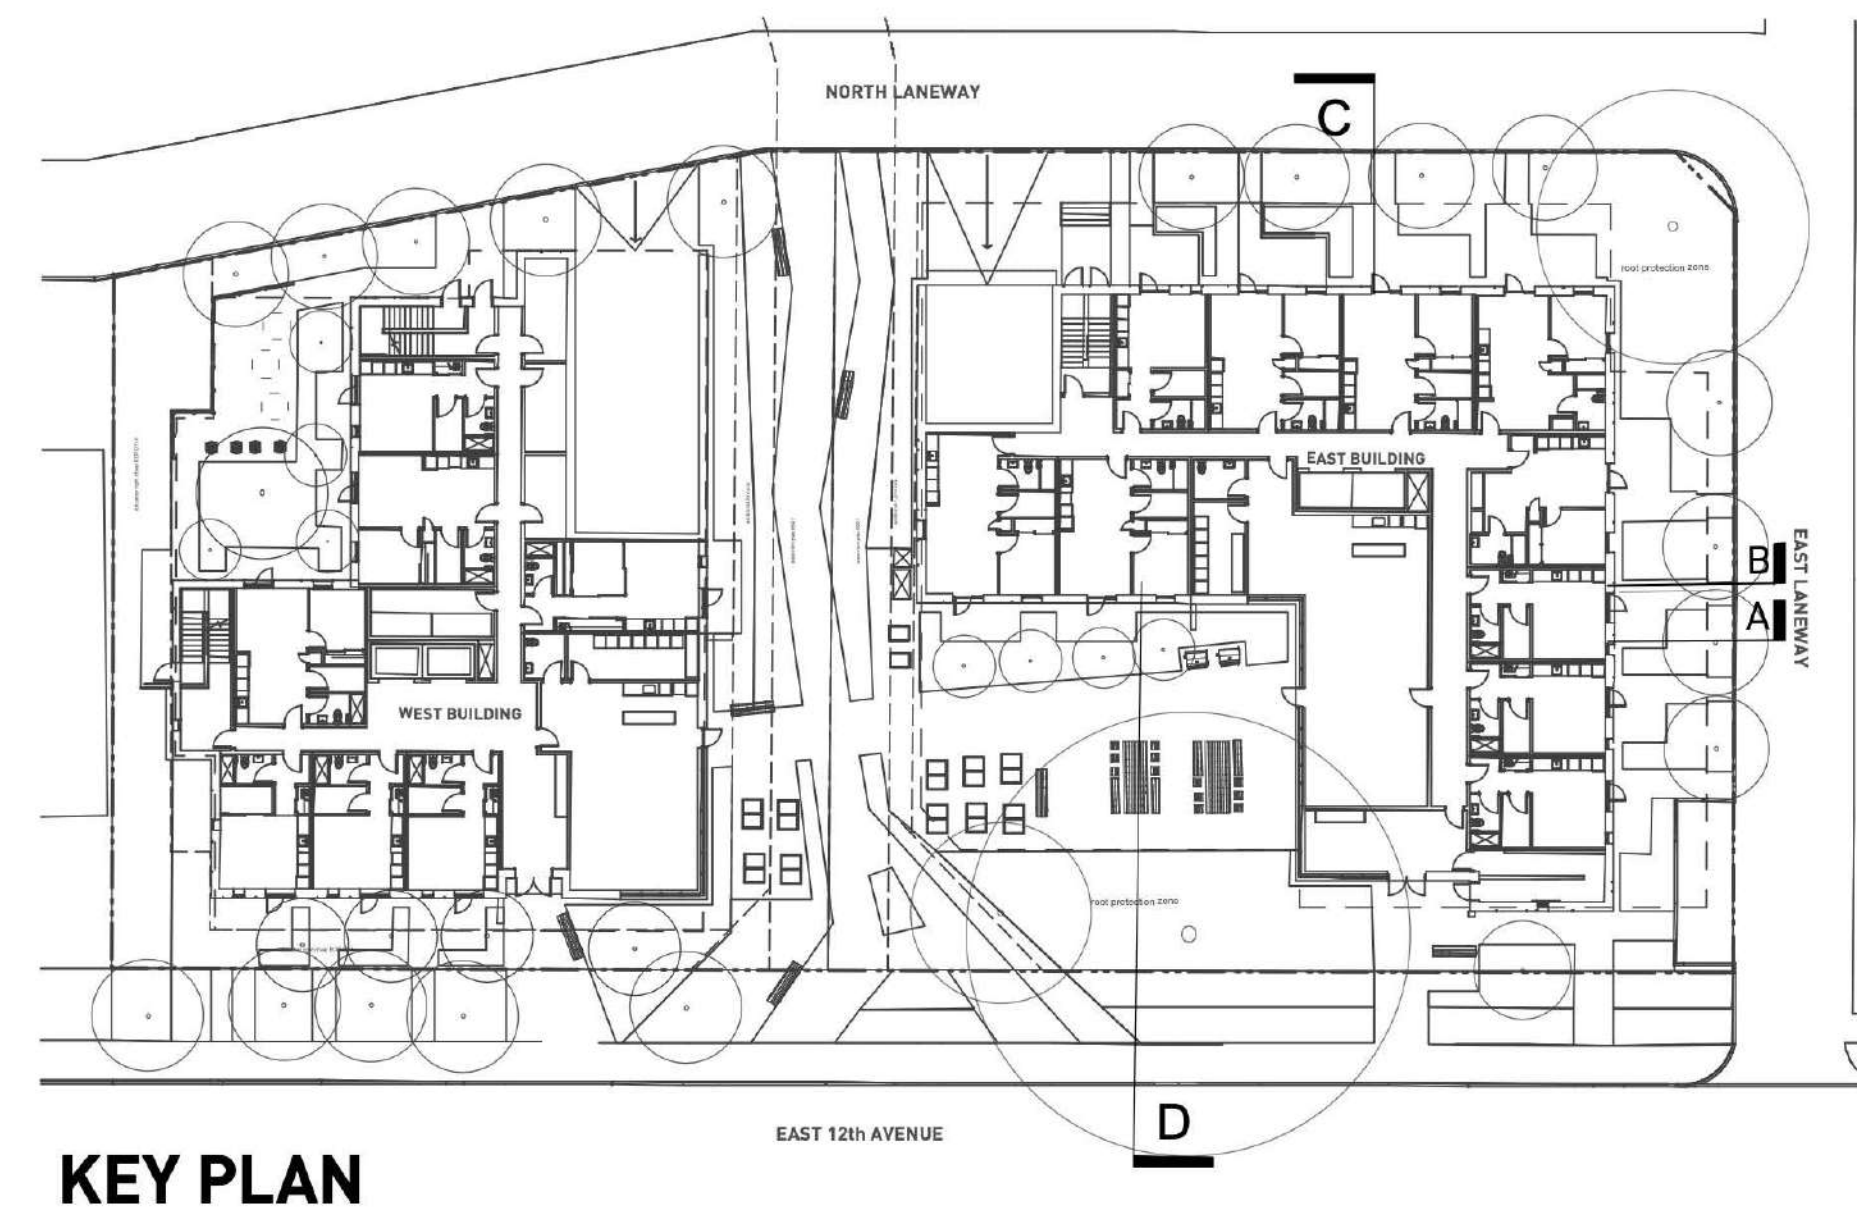 NORTH LANEWAY
C
root protection zone
EAST BUILDING
B
EAST LANEWAY
A
WEST BUILDING
root protection zone
D
EAST 12th AVENUE
KEY PLAN